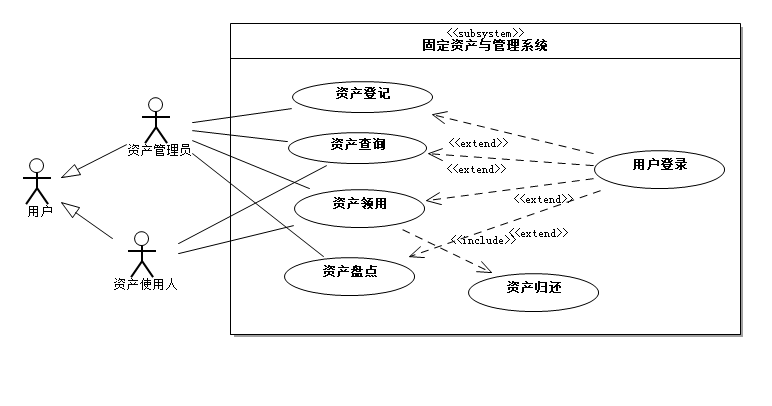 <<subsystem>>
固定资产与管理系统
资产登记
资产管理员
资产查询
<<extend>>
用户登录
<<extend>>
用户
资产领用
<<extend>>
<<include>>
<<extend>>
资产使用人
资产盘点
资产归还